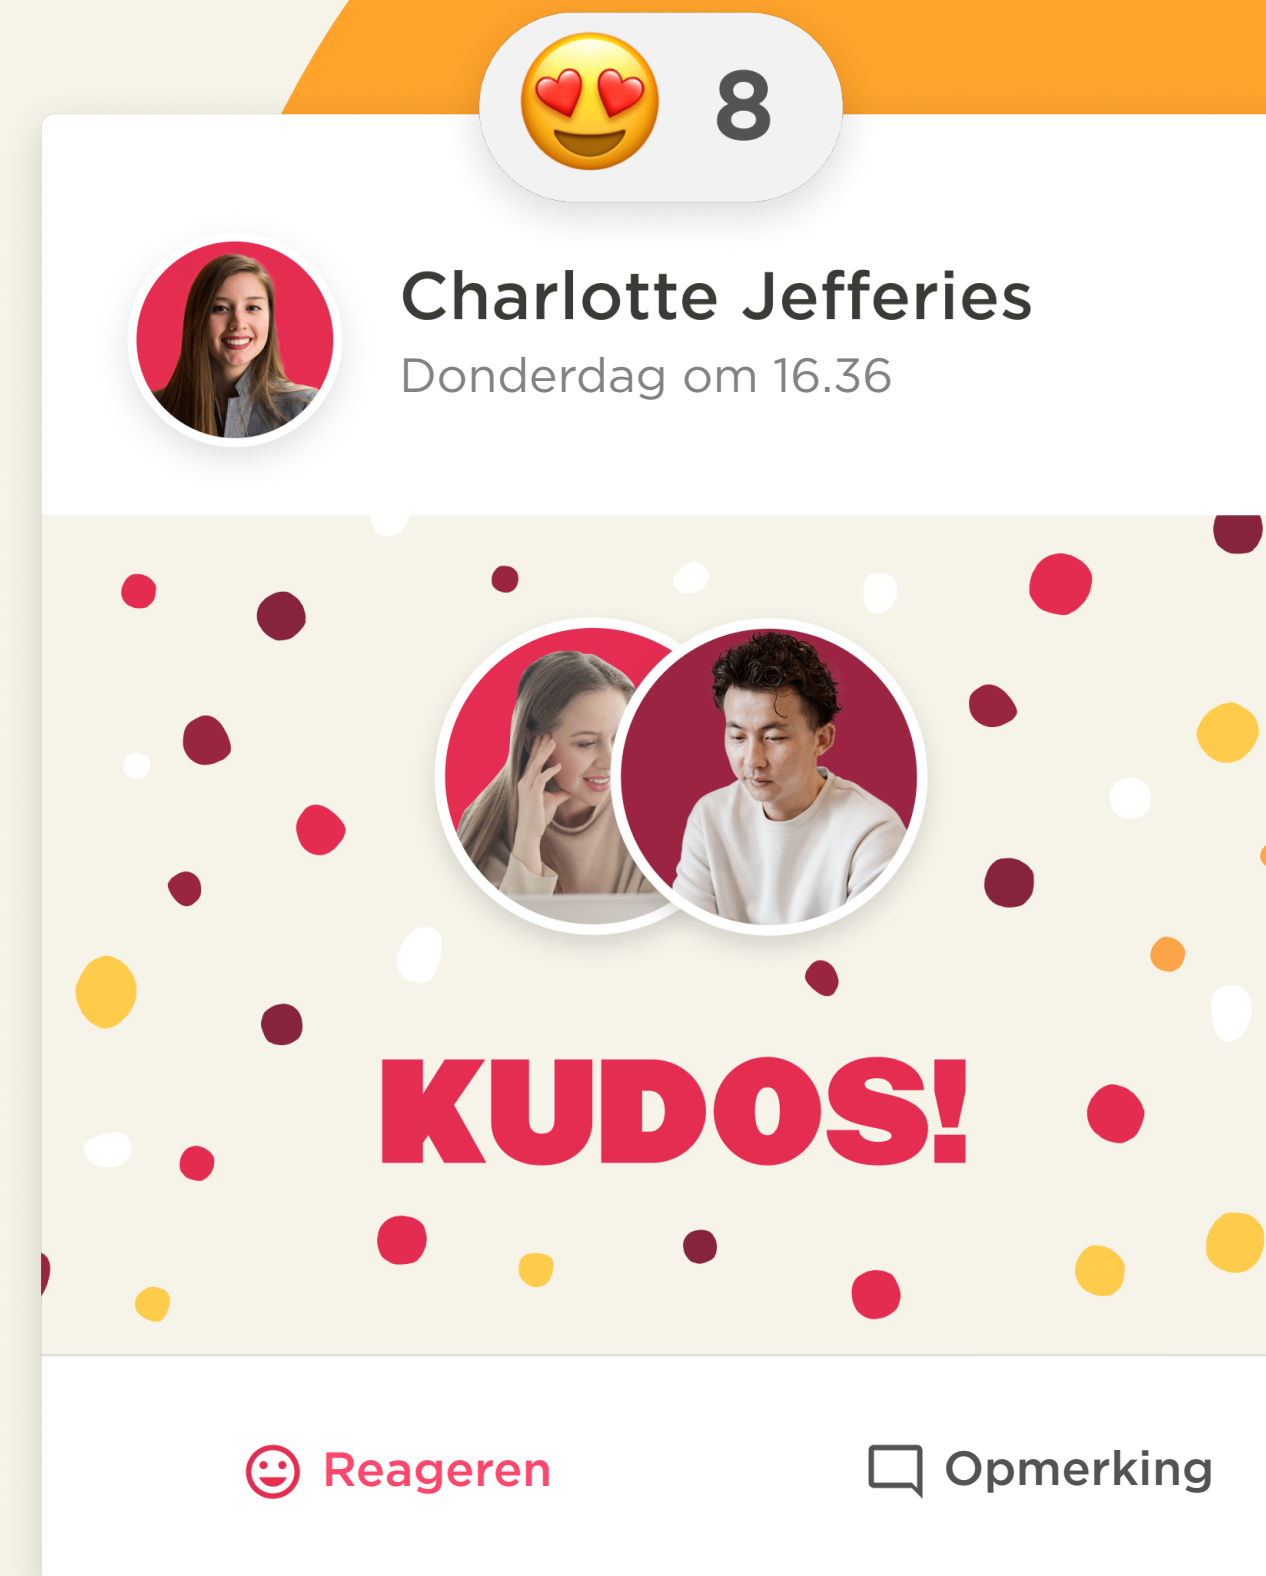 8
Charlotte Jefferies
Donderdag om 16.36
KUDOS!
Reageren
Opmerking